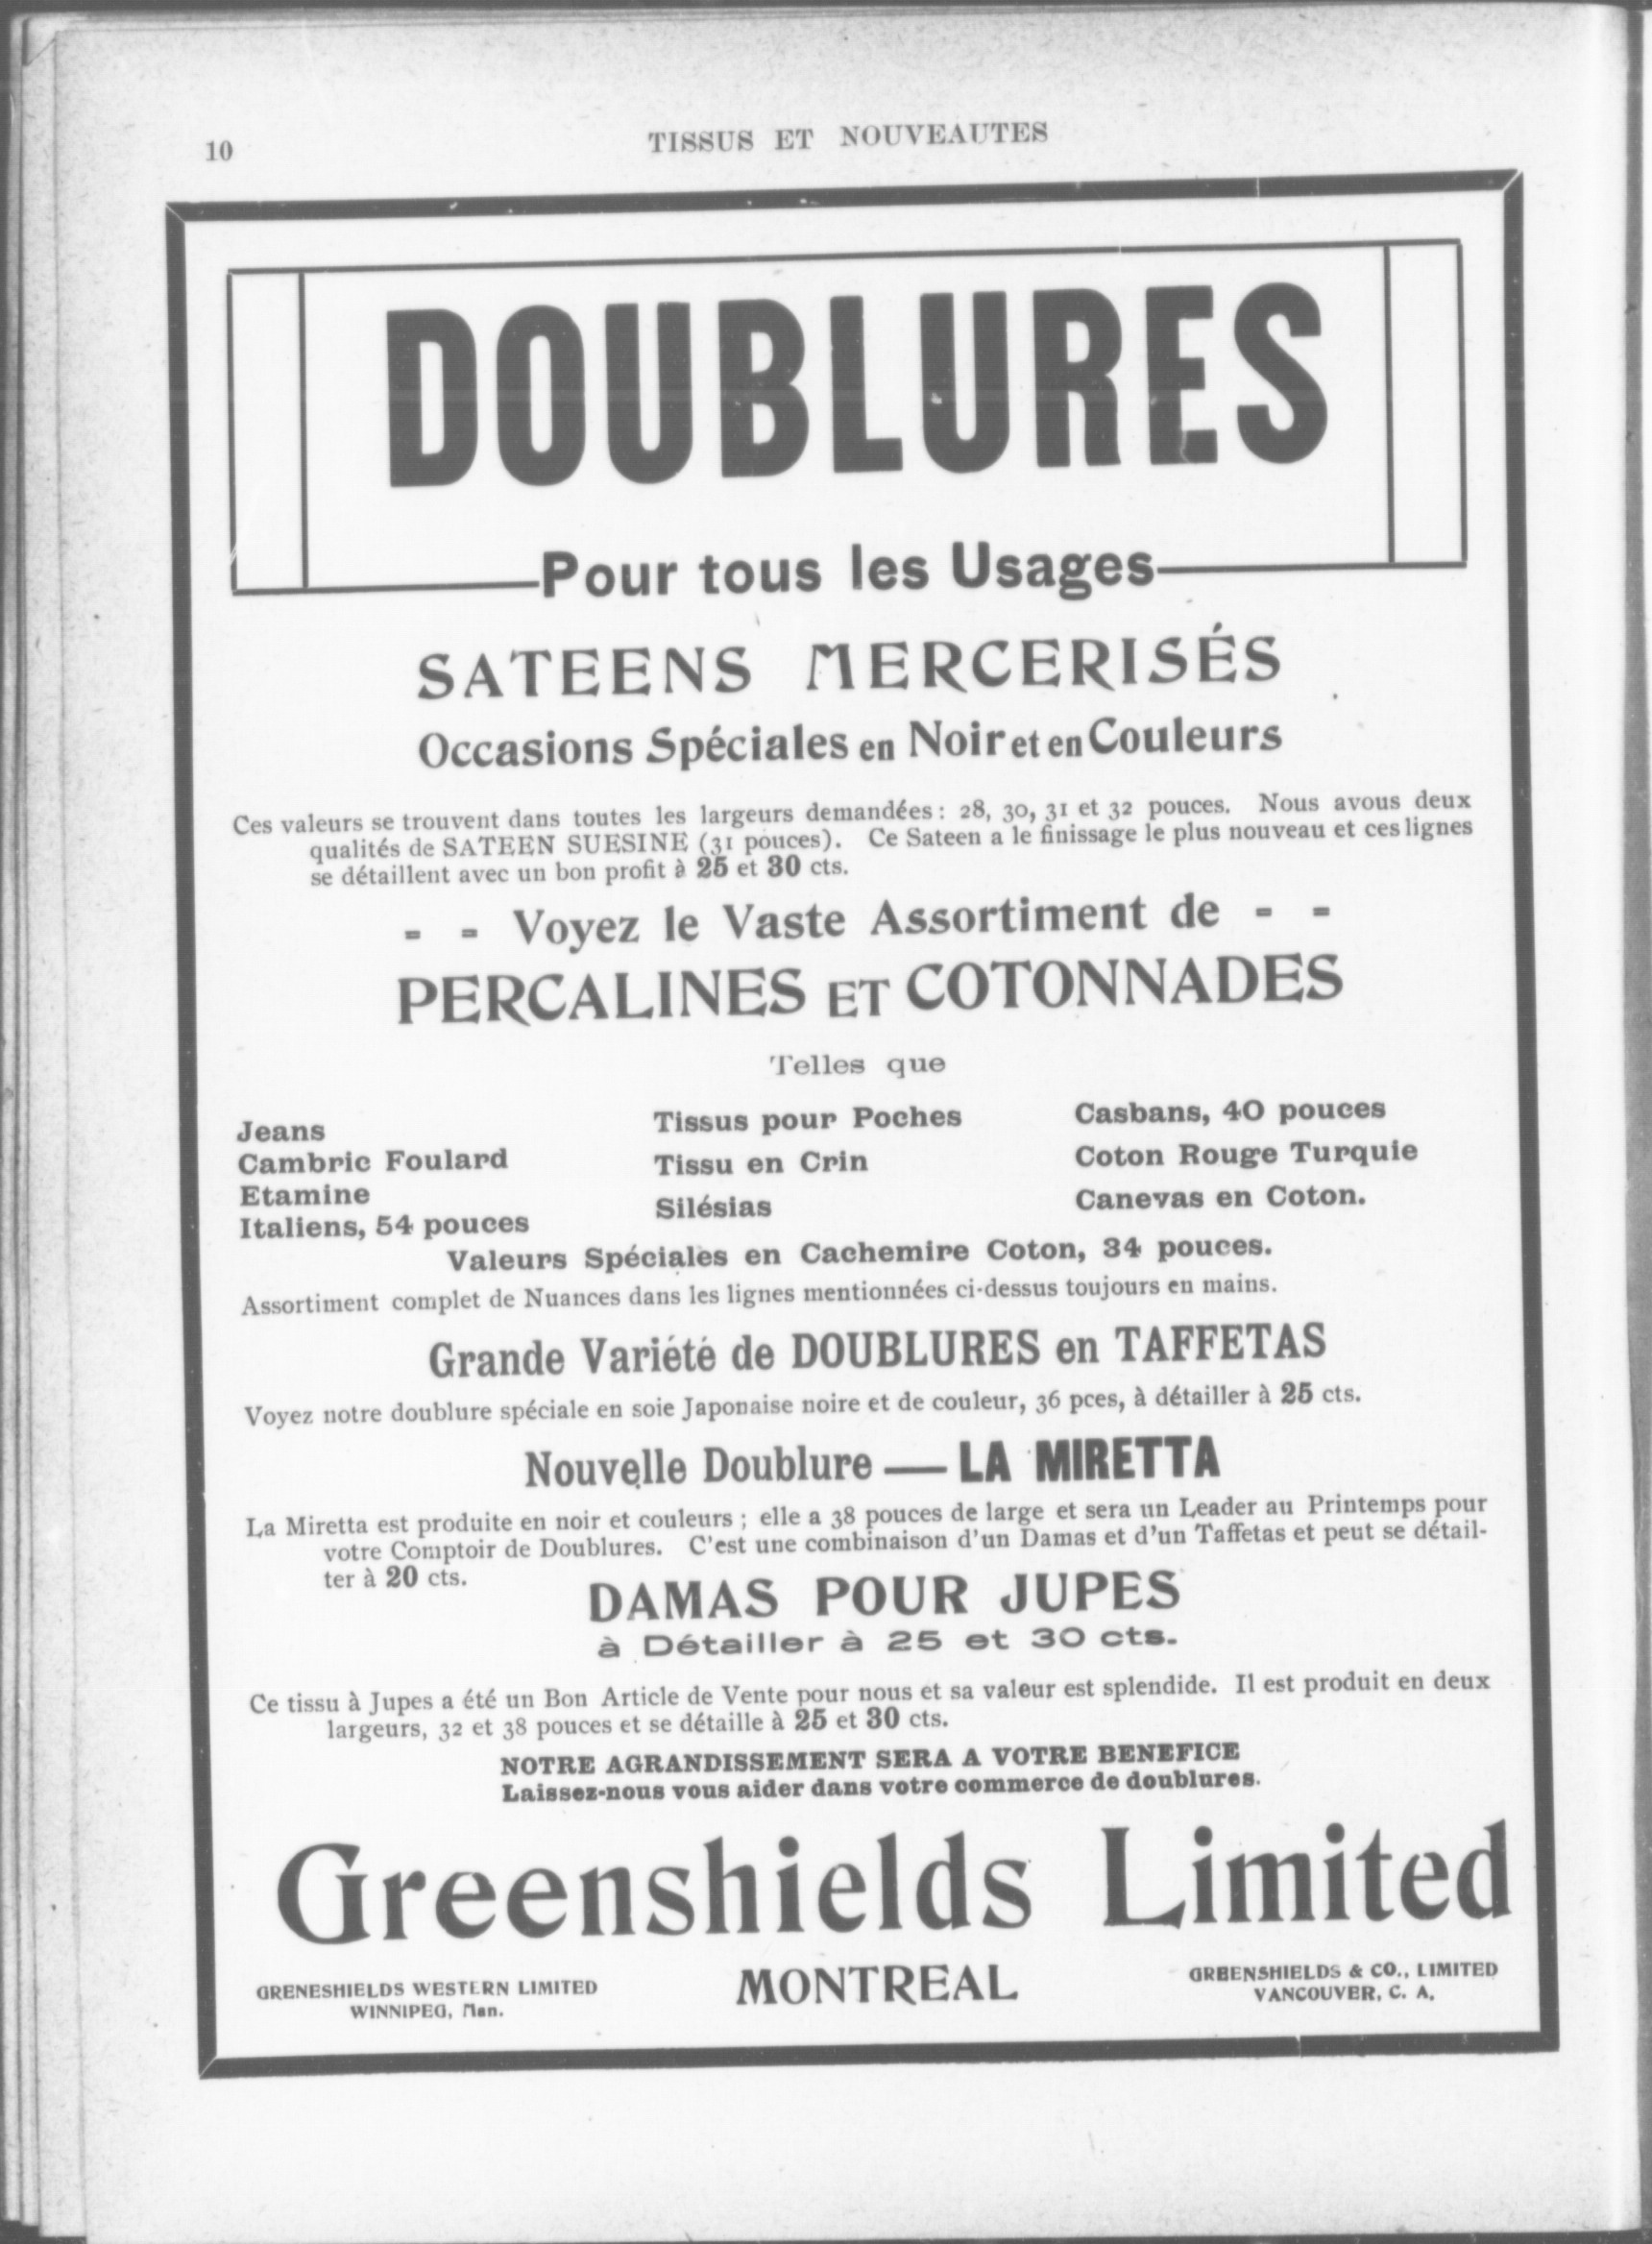 10
TISSUS ET NOUVEAUTES
DOUBLURES
Pour tous les Usages
SATEENS MERCERISÉS
Occasions Spéciales en Noir et en Couleurs
Ces valeurs se trouvent dans toutes les largeurs demandées : 28, 30, 31 et 32 pouces. Nous avous deux
qualités de SATEEN SUESINE (31 pouces). Ce Sateen a le finissage le plus nouveau et ces lignes
se détaillent avec un bon profit à 25 et 30 cts.
- - Voyez le Vaste Assortiment de - -
PERCALINES ET COTONNADES
Telles que
Jeans
Cambric Foulard
Etamine
Italiens, 54 pouces
Tissus pour Poches
Tissu en Crin
Silésias
Casbans, 40 pouces
Coton Rouge Turquie
Canevas en Coton.
Valeurs Spéciales en Cachemire Coton, 34 pouces.
Assortiment complet de Nuances dans les lignes mentionnées ci-dessus toujours en mains.
Grande Variété de DOUBLURES en TAFFETAS
Voyez notre doublure spéciale en soie Japonaise noire et de couleur, 36 pces, à détailler à 25 cts.
Nouvelle Doublure — LA MIRETTA
La Miretta est produite en noir et couleurs ; elle a 38 pouces de large et sera un Leader au Printemps pour
votre Comptoir de Doublures. C'est une combinaison d'un Damas et d'un Taffetas et peut se détail-
ter à 20 cts.
DAMAS POUR JUPES
à Détailler à 25 et 30 cts.
Ce tissu à Jupes a été un Bon Article de Vente pour nous et sa valeur est splendide. Il est produit en deux
largeurs, 32 et 38 pouces et se détaille à 25 et 30 cts.
NOTRE AGRANDISSEMENT SERA A VOTRE BENEFICE
Laissez-nous vous aider dans votre commerce de doublures.
Greenshields Limited
GRENESHIELDS WESTERN LIMITED
WINNIPEG, Man.
MONTREAL
GREENSHIELDS & CO., LIMITED
VANCOUVER, C. A.